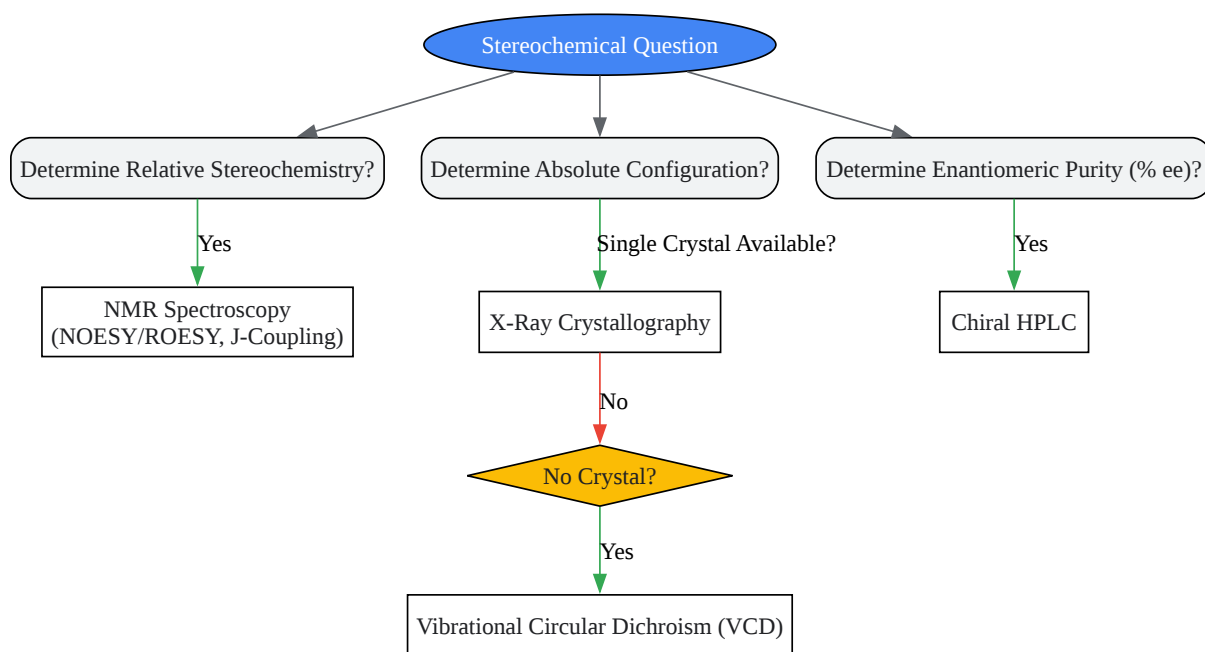 Stereochemical Question
Determine Relative Stereochemistry?
Determine Absolute Configuration?
Determine Enantiomeric Purity (% ee)?
Yes
Single Crystal Available?
Yes
NMR Spectroscopy
(NOESY/ROESY, J-Coupling)
X-Ray Crystallography
Chiral HPLC
No
No Crystal?
Yes
Vibrational Circular Dichroism (VCD)